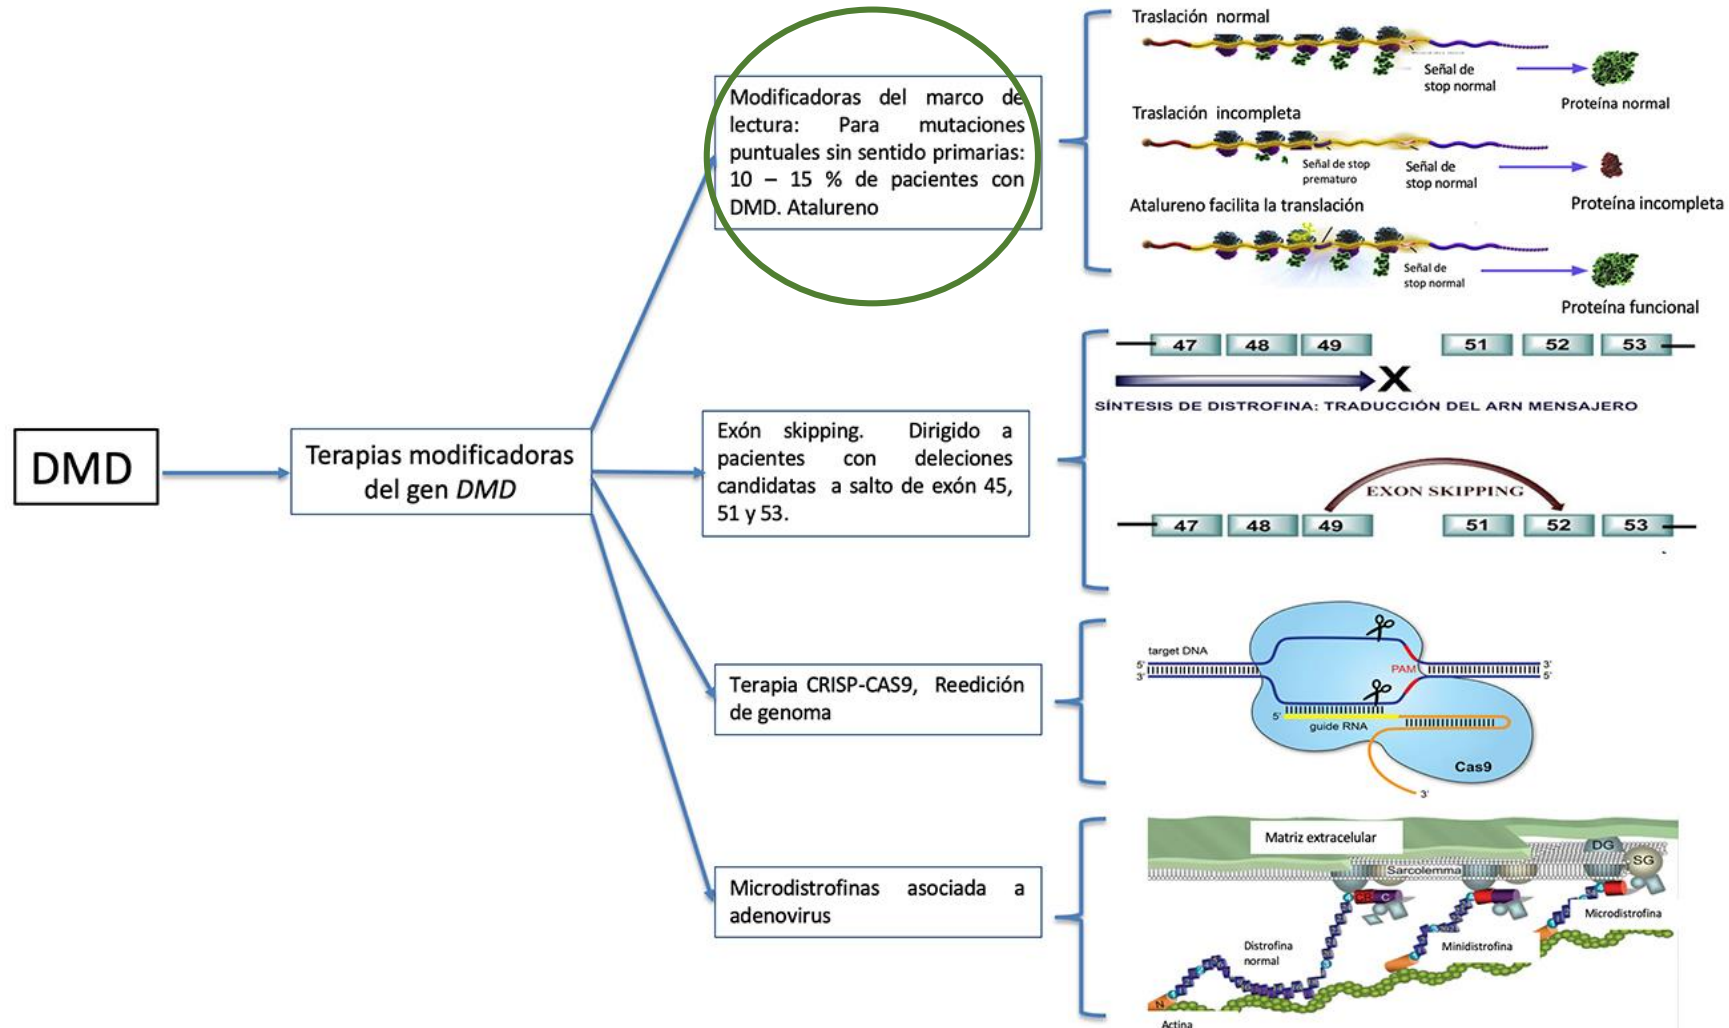 DMD
Terapias modificadoras
del gen DMD
Modificadoras del marco de
lectura: Para mutaciones
puntuales sin sentido primarias:
10 – 15 % de pacientes con
DMD. Atalureno
Traslación normal
Señal de
stop normal
Proteína normal
Traslación incompleta
Señal de stop
prematuro
Señal de
stop normal
Proteína incompleta
Atalureno facilita la translación
Señal de
stop normal
Proteína funcional
Exón skipping. Dirigido a
pacientes con deleciones
candidatas a salto de exón 45,
51 y 53.
47 48 49 51 52 53
X
SÍNTESIS DE DISTROFINA: TRADUCCIÓN DEL ARN MENSAJERO
EXON SKIPPING
47 48 49 51 52 53
Terapia CRISP-CAS9, Reedición
de genoma
target DNA
5' 3'
3' 5'
PAM
5'
guide RNA
Cas9
3'
Microdistrofinas asociada a
adenovirus
Matriz extracelular
DG
SG
Sarcolemma
CR C
Microdistrofina
Distrofina
normal
Minidistrofina
N
Actina